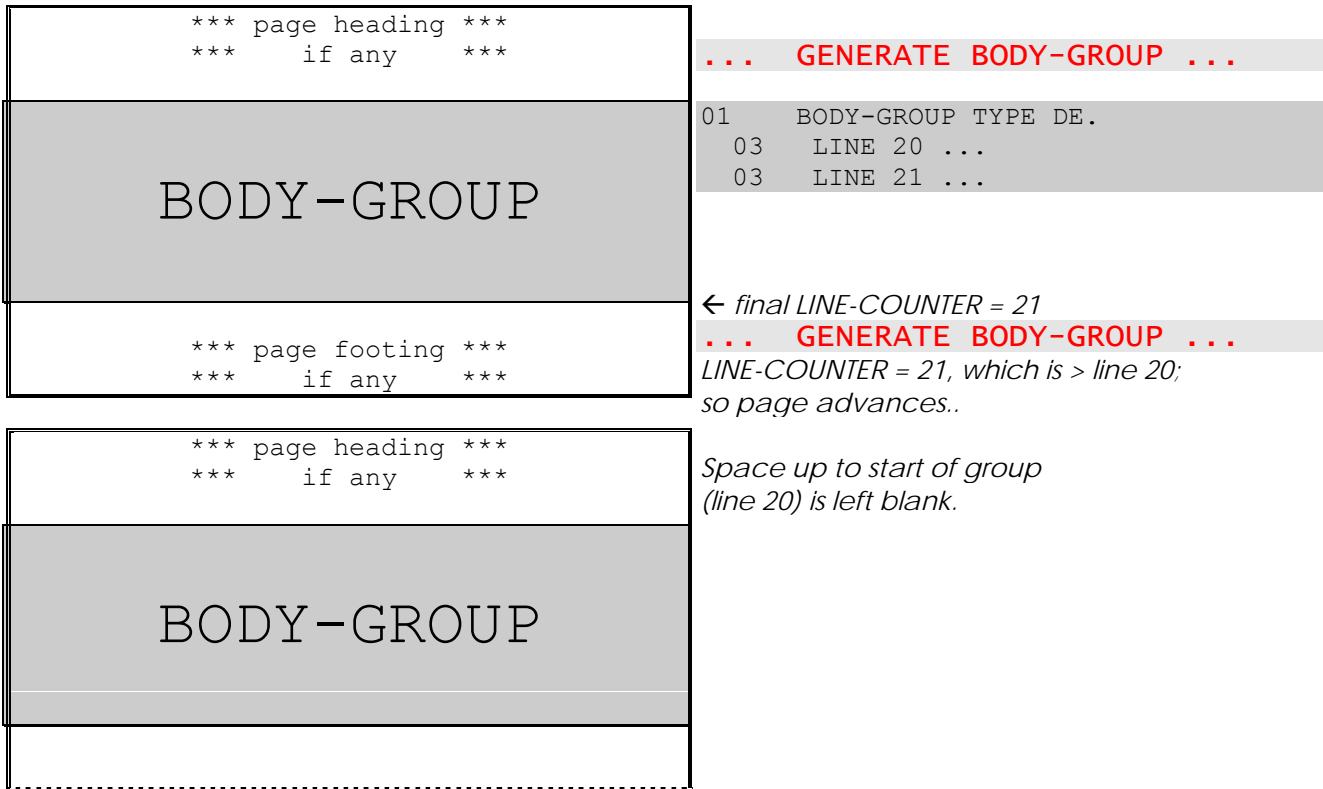 *** page heading ***
*** if any ***
... GENERATE BODY-GROUP ...
01 BODY-GROUP TYPE DE.
03 LINE 20 ...
03 LINE 21 ...
BODY-GROUP
← final LINE-COUNTER = 21
... GENERATE BODY-GROUP ...
*** page footing ***
*** if any ***
LINE-COUNTER = 21, which is > line 20;
so page advances..
*** page heading ***
*** if any ***
Space up to start of group
(line 20) is left blank.
BODY-GROUP